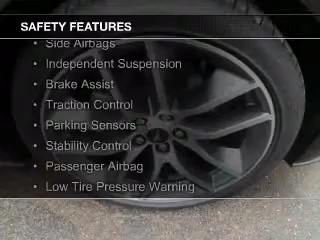 SAFETY FEATURES
• Side Airbags
• Independent Suspension
• Brake Assist
• Traction Control
• Parking Sensors
• Stability Control
• Passenger Airbag
• Low Tire Pressure Warning